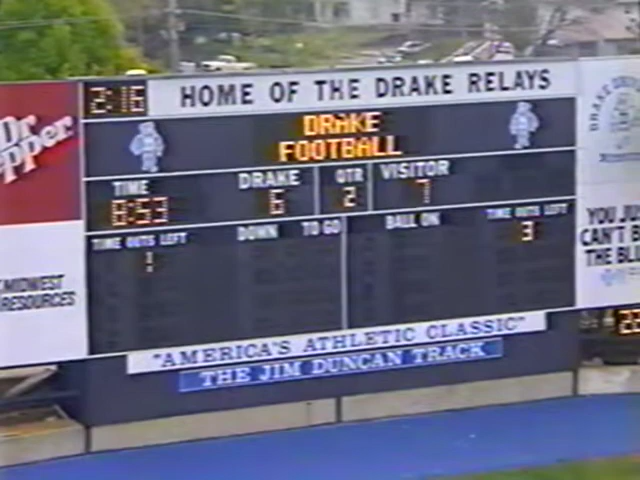 2:16
HOME OF THE DRAKE RELAYS
DRAKE
FOOTBALL
Dr
Pepper
TIME DRAKE QTR VISITOR
8:53 6 2 7
TIME OUTS LEFT DOWN TO GO BALL ON TIME OUTS LEFT
1 3
MIDWEST
RESOURCES
YOU
CAN'T
THE
"AMERICA'S ATHLETIC CLASSIC"
THE JIM DUNCAN TRACK